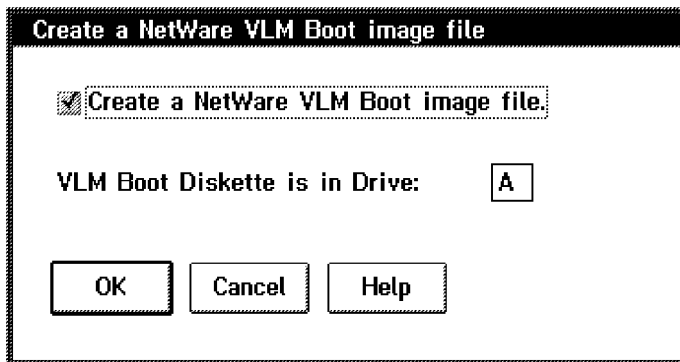 Create a NetWare VLM Boot image file
Create a NetWare VLM Boot image file.
VLM Boot Diskette is in Drive: A
OK Cancel Help